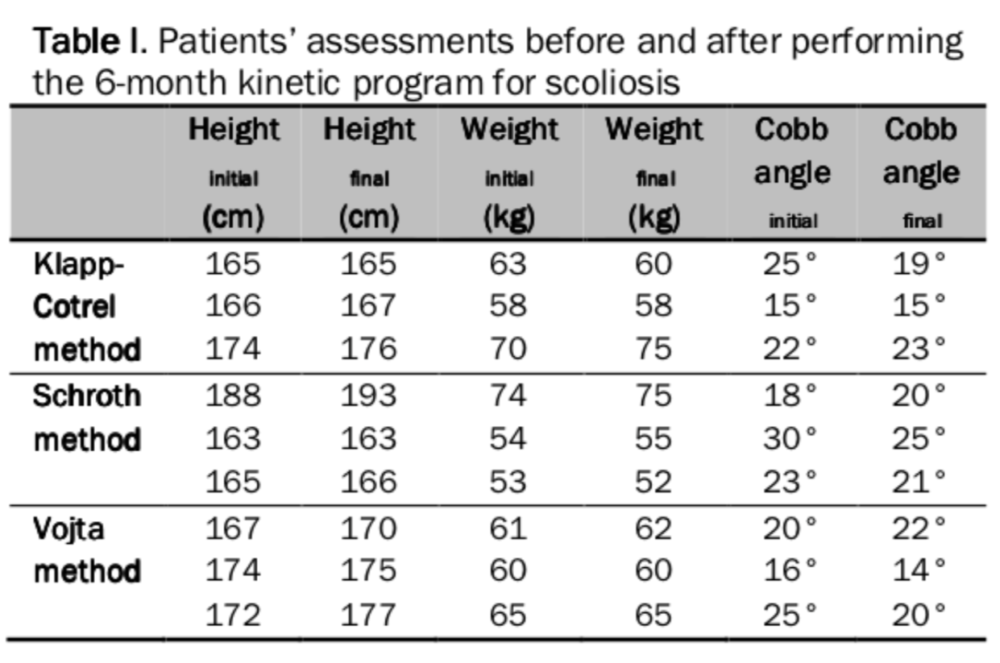 Table I. Patients’ assessments before and after performing
the 6-month kinetic program for scoliosis
Height Height Weight Weight Cobb Cobb
initial final initial final angle angle
(cm) (cm) (kg) (kg) initial final
Klapp- 165 165 63 60 25° 19°
Cotrel 166 167 58 58 15° 15°
method 174 176 70 75 22° 23°
Schroth 188 193 74 75 18° 20°
method 163 163 54 55 30° 25°
165 166 53 52 23° 21°
Vojta 167 170 61 62 20° 22°
method 174 175 60 60 16° 14°
172 177 65 65 25° 20°